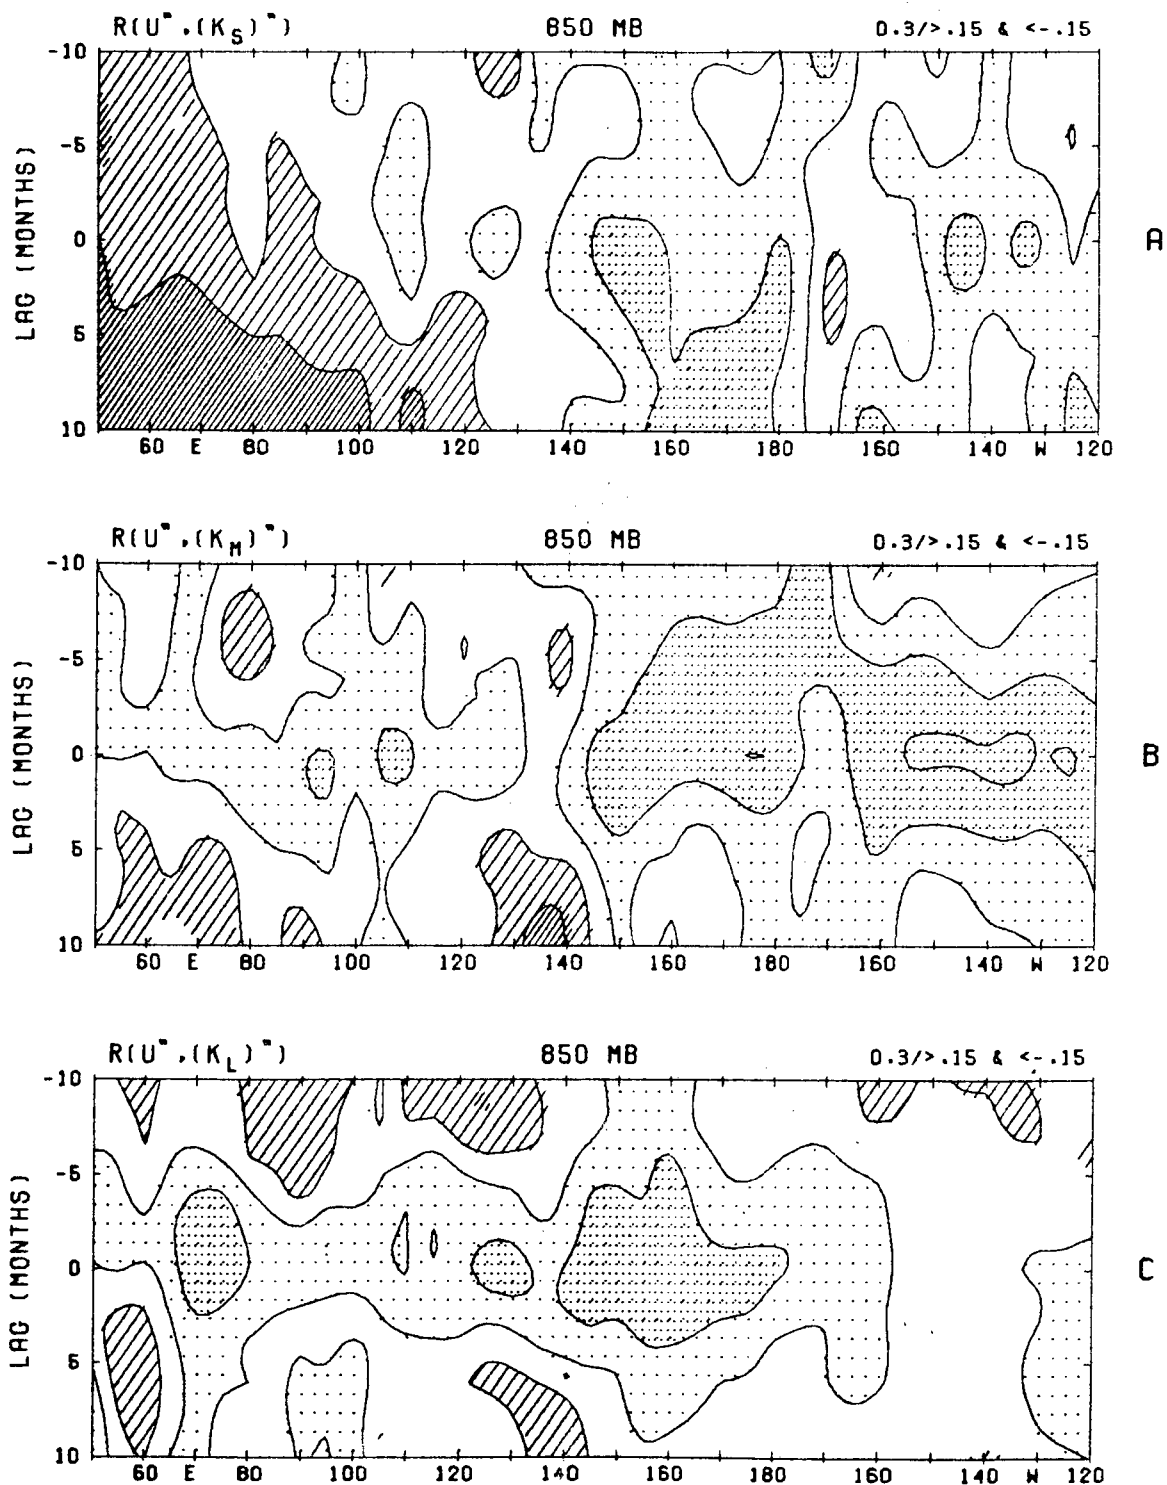 R(U",(K_S)") 850 MB 0.3/>.15 & <-.15
-10
-5
0
5
10
LAG (MONTHS)
60 E 80 100 120 140 160 180 160 140 W 120
A
R(U",(K_M)") 850 MB 0.3/>.15 & <-.15
-10
-5
0
5
10
LAG (MONTHS)
60 E 80 100 120 140 160 180 160 140 W 120
B
R(U",(K_L)") 850 MB 0.3/>.15 & <-.15
-10
-5
0
5
10
LAG (MONTHS)
60 E 80 100 120 140 160 180 160 140 W 120
C